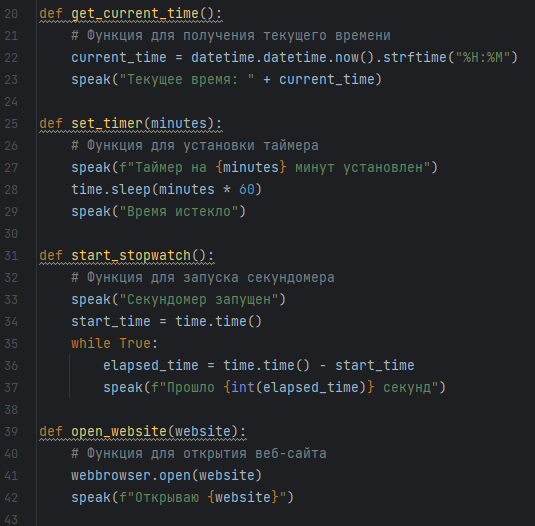 20 def get_current_time():
21     # Функция для получения текущего времени
22     current_time = datetime.datetime.now().strftime("%H:%M")
23     speak("Текущее время: " + current_time)
24
25 def set_timer(minutes):
26     # Функция для установки таймера
27     speak(f"Таймер на {minutes} минут установлен")
28     time.sleep(minutes * 60)
29     speak("Время истекло")
30
31 def start_stopwatch():
32     # Функция для запуска секундомера
33     speak("Секундомер запущен")
34     start_time = time.time()
35     while True:
36         elapsed_time = time.time() - start_time
37         speak(f"Прошло {int(elapsed_time)} секунд")
38
39 def open_website(website):
40     # Функция для открытия веб-сайта
41     webbrowser.open(website)
42     speak(f"Открываю {website}")
43